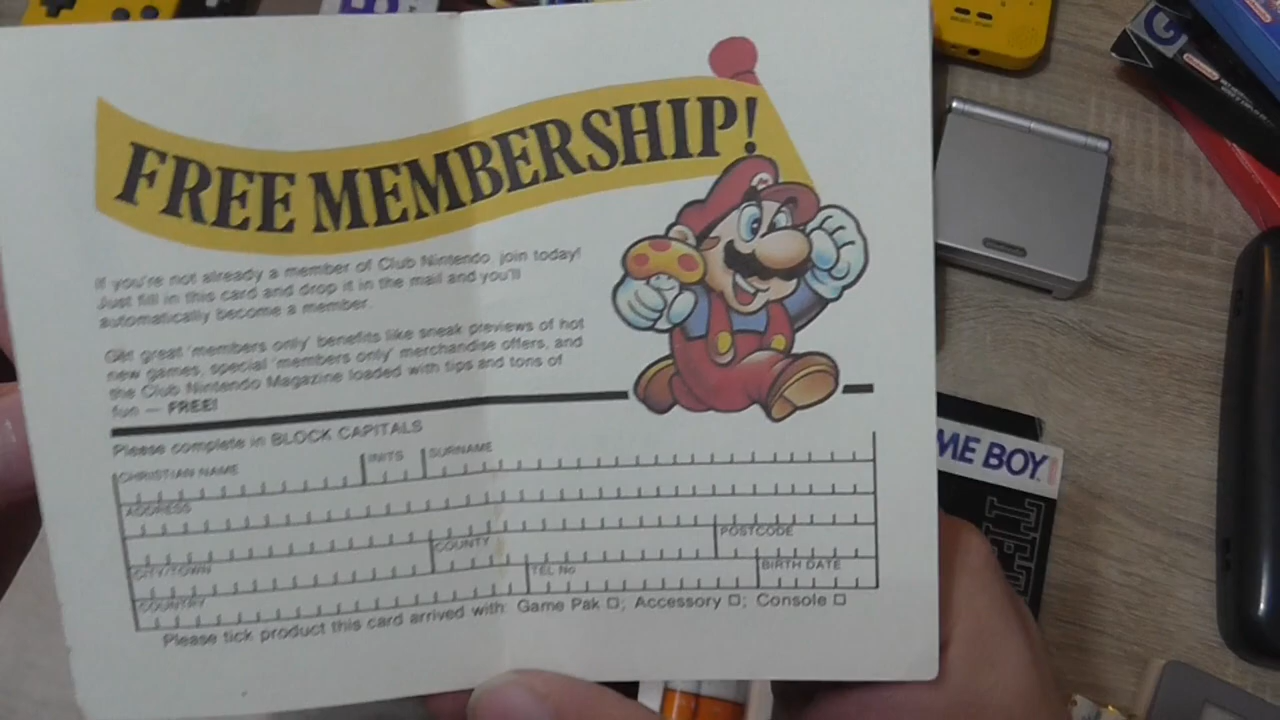 FREE MEMBERSHIP!
If you're not already a member of Club Nintendo, join today!
Just fill in this card and drop it in the mail and you'll
automatically become a member.
Get great 'members only' benefits like sneak previews of hot
new games, special 'members only' merchandise offers, and
the Club Nintendo Magazine loaded with tips and tons of
fun — FREE!
Please complete in BLOCK CAPITALS
CHRISTIAN NAME INITS SURNAME
ADDRESS
POSTCODE
CITY/TOWN COUNTY
COUNTRY TEL No BIRTH DATE
Please tick product this card arrived with: Game Pak □; Accessory □; Console □
M
Nintendo
ME BOY
TE